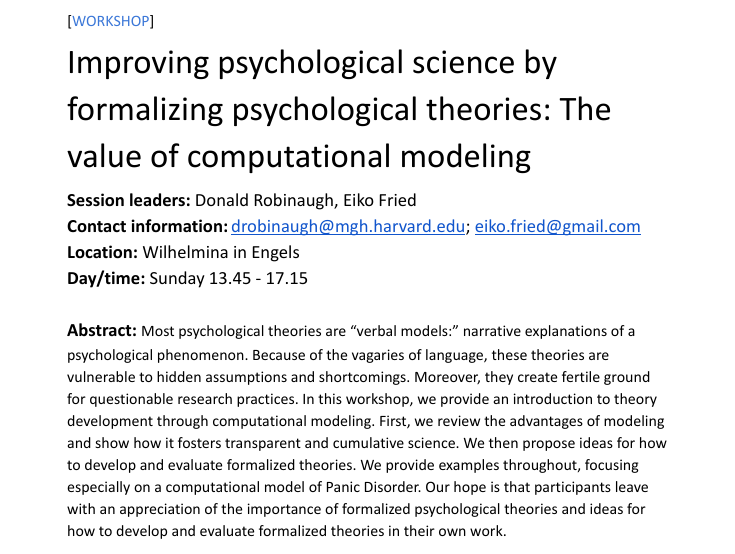 [WORKSHOP]
Improving psychological science by
formalizing psychological theories: The
value of computational modeling
Session leaders: Donald Robinaugh, Eiko Fried
Contact information: drobinaugh@mgh.harvard.edu; eiko.fried@gmail.com
Location: Wilhelmina in Engels
Day/time: Sunday 13.45 - 17.15
Abstract: Most psychological theories are “verbal models:” narrative explanations of a
psychological phenomenon. Because of the vagaries of language, these theories are
vulnerable to hidden assumptions and shortcomings. Moreover, they create fertile ground
for questionable research practices. In this workshop, we provide an introduction to theory
development through computational modeling. First, we review the advantages of modeling
and show how it fosters transparent and cumulative science. We then propose ideas for how
to develop and evaluate formalized theories. We provide examples throughout, focusing
especially on a computational model of Panic Disorder. Our hope is that participants leave
with an appreciation of the importance of formalized psychological theories and ideas for
how to develop and evaluate formalized theories in their own work.